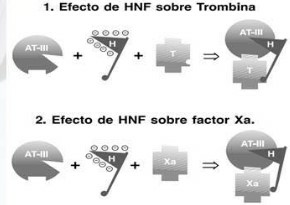 1. Efecto de HNF sobre Trombina
AT-III + H + T ⇒ AT-III H T
2. Efecto de HNF sobre factor Xa.
AT-III + H + Xa ⇒ AT-III H Xa